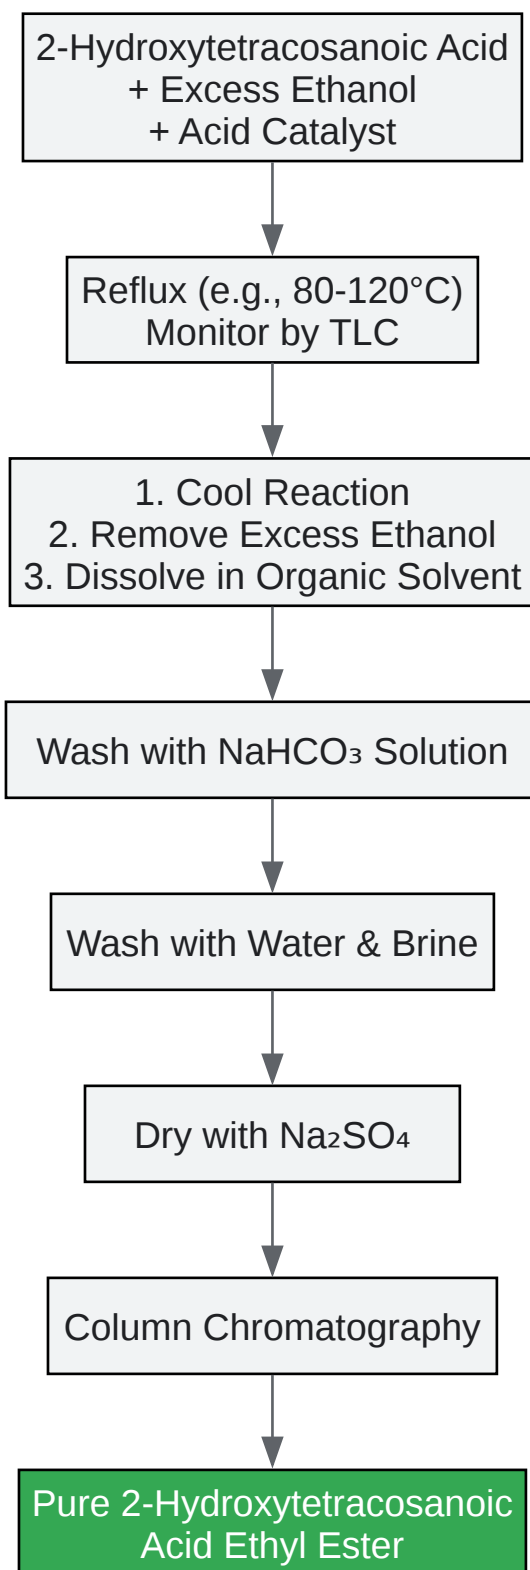 2-Hydroxytetracosanoic Acid
+ Excess Ethanol
+ Acid Catalyst
Reflux (e.g., 80-120°C)
Monitor by TLC
1. Cool Reaction
2. Remove Excess Ethanol
3. Dissolve in Organic Solvent
Wash with NaHCO₃ Solution
Wash with Water & Brine
Dry with Na₂SO₄
Column Chromatography
Pure 2-Hydroxytetracosanoic
Acid Ethyl Ester